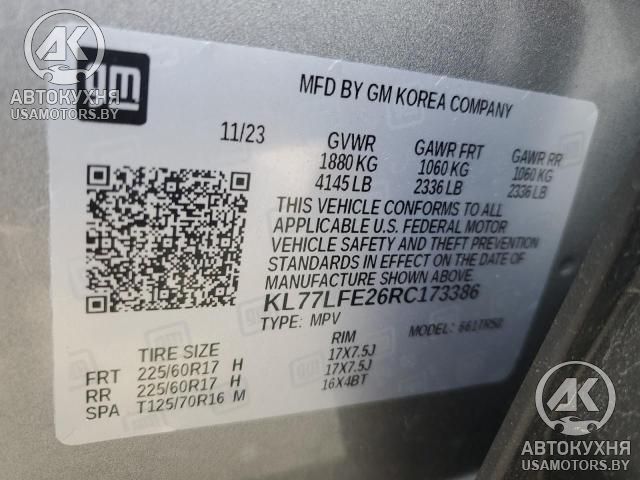 AK
АВТОКУХНЯ
USAMOTORS.BY
gm
MFD BY GM KOREA COMPANY
11/23 GVWR GAWR FRT GAWR RR
1880 KG 1060 KG 1060 KG
4145 LB 2336 LB 2336 LB
THIS VEHICLE CONFORMS TO ALL
APPLICABLE U.S. FEDERAL MOTOR
VEHICLE SAFETY AND THEFT PREVENTION
STANDARDS IN EFFECT ON THE DATE OF
MANUFACTURE SHOWN ABOVE.
KL77LFE26RC173386
TYPE: MPV MODEL:
TIRE SIZE RIM
FRT 225/60R17 H 17X7.5J
RR 225/60R17 H 17X7.5J
SPA T125/70R16 M 16X4BT
AK
АВТОКУХНЯ
USAMOTORS.BY